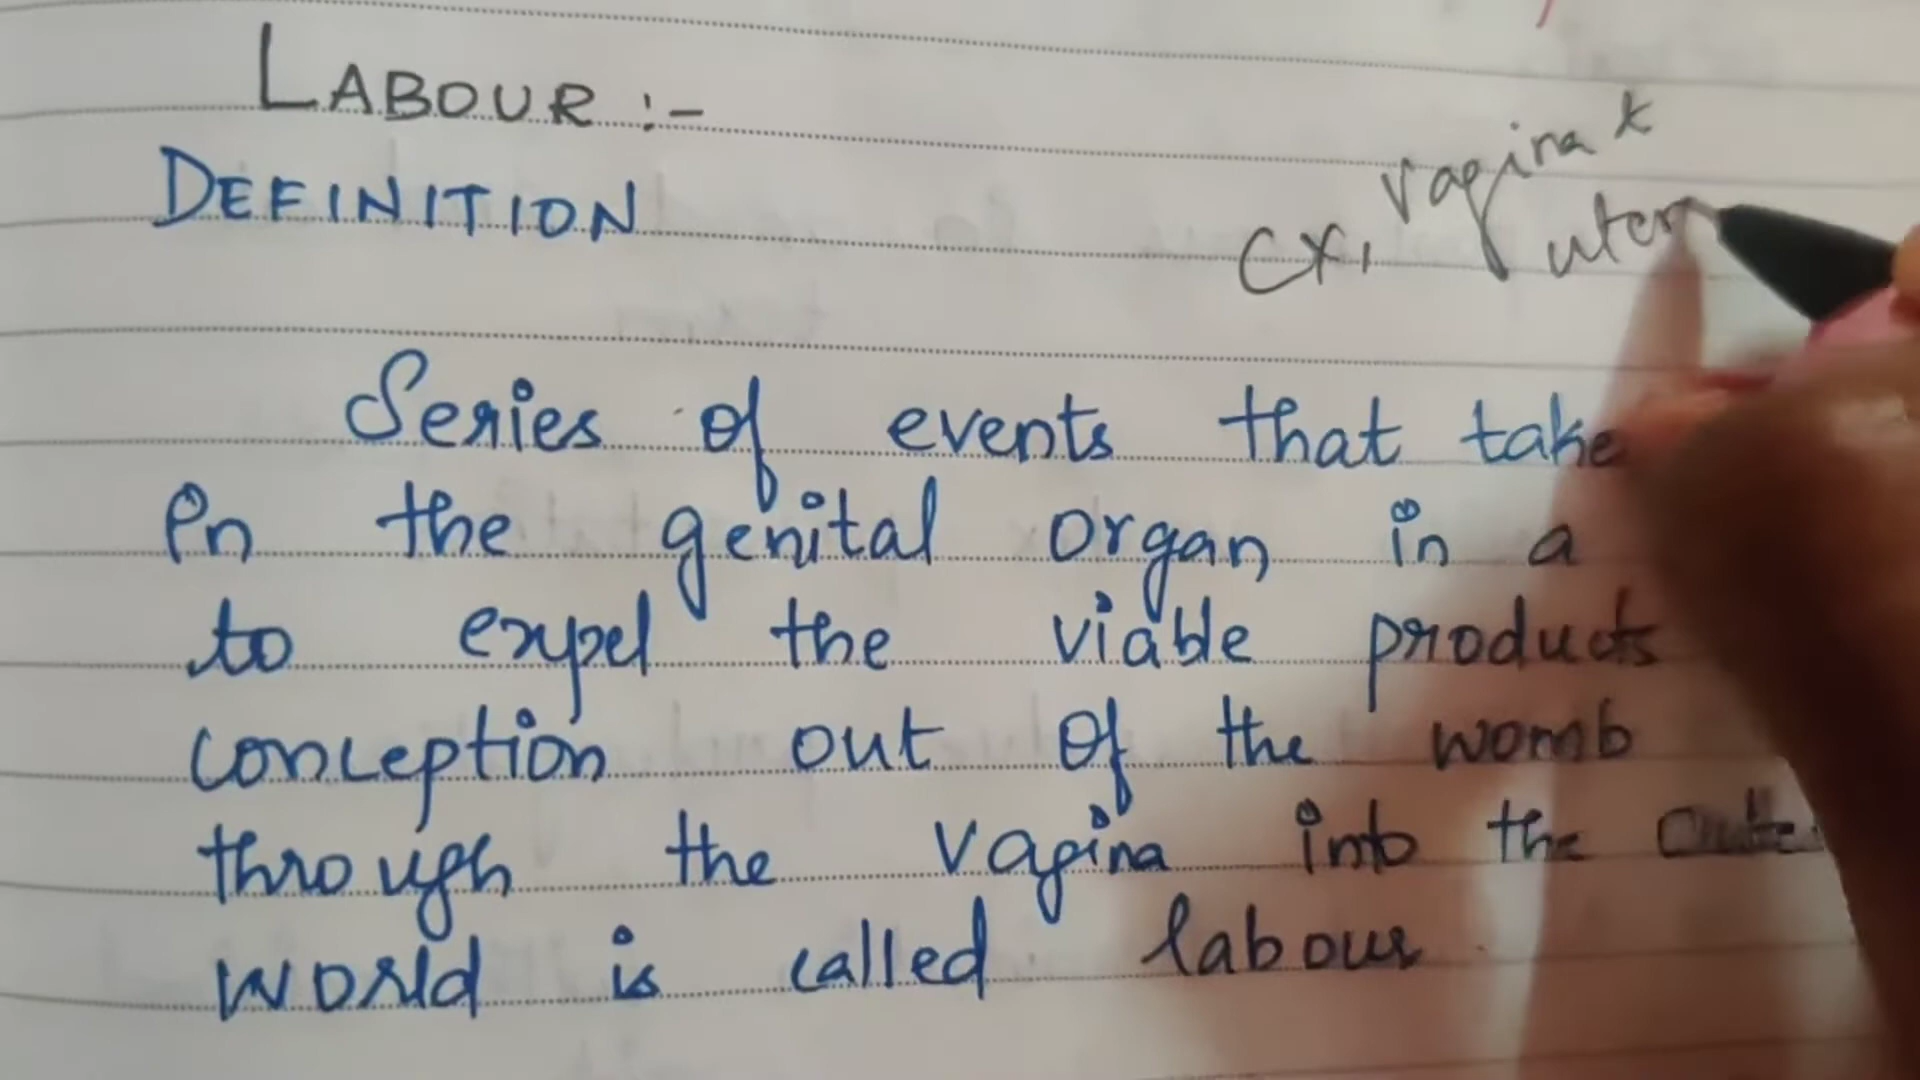 LABOUR :-
DEFINITION
Cx, vagina &
uter
Series of events that take
in the genital organ in a
to expel the viable products
conception out of the womb
through the vagina into the
world is called labour